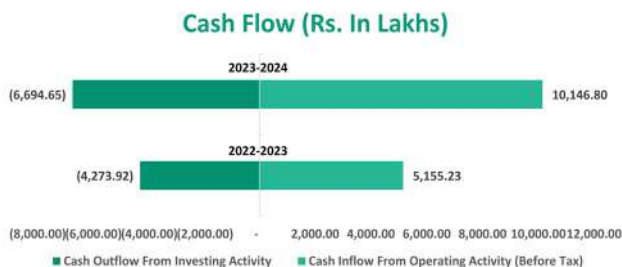 Cash Flow (Rs. In Lakhs)
2023-2024
(6,694.65)
10,146.80
2022-2023
(4,273.92)
5,155.23
(8,000.00)(6,000.00)(4,000.00)(2,000.00) - 2,000.00 4,000.00 6,000.00 8,000.00 10,000.00 12,000.00
Cash Outflow From Investing Activity Cash Inflow From Operating Activity (Before Tax)